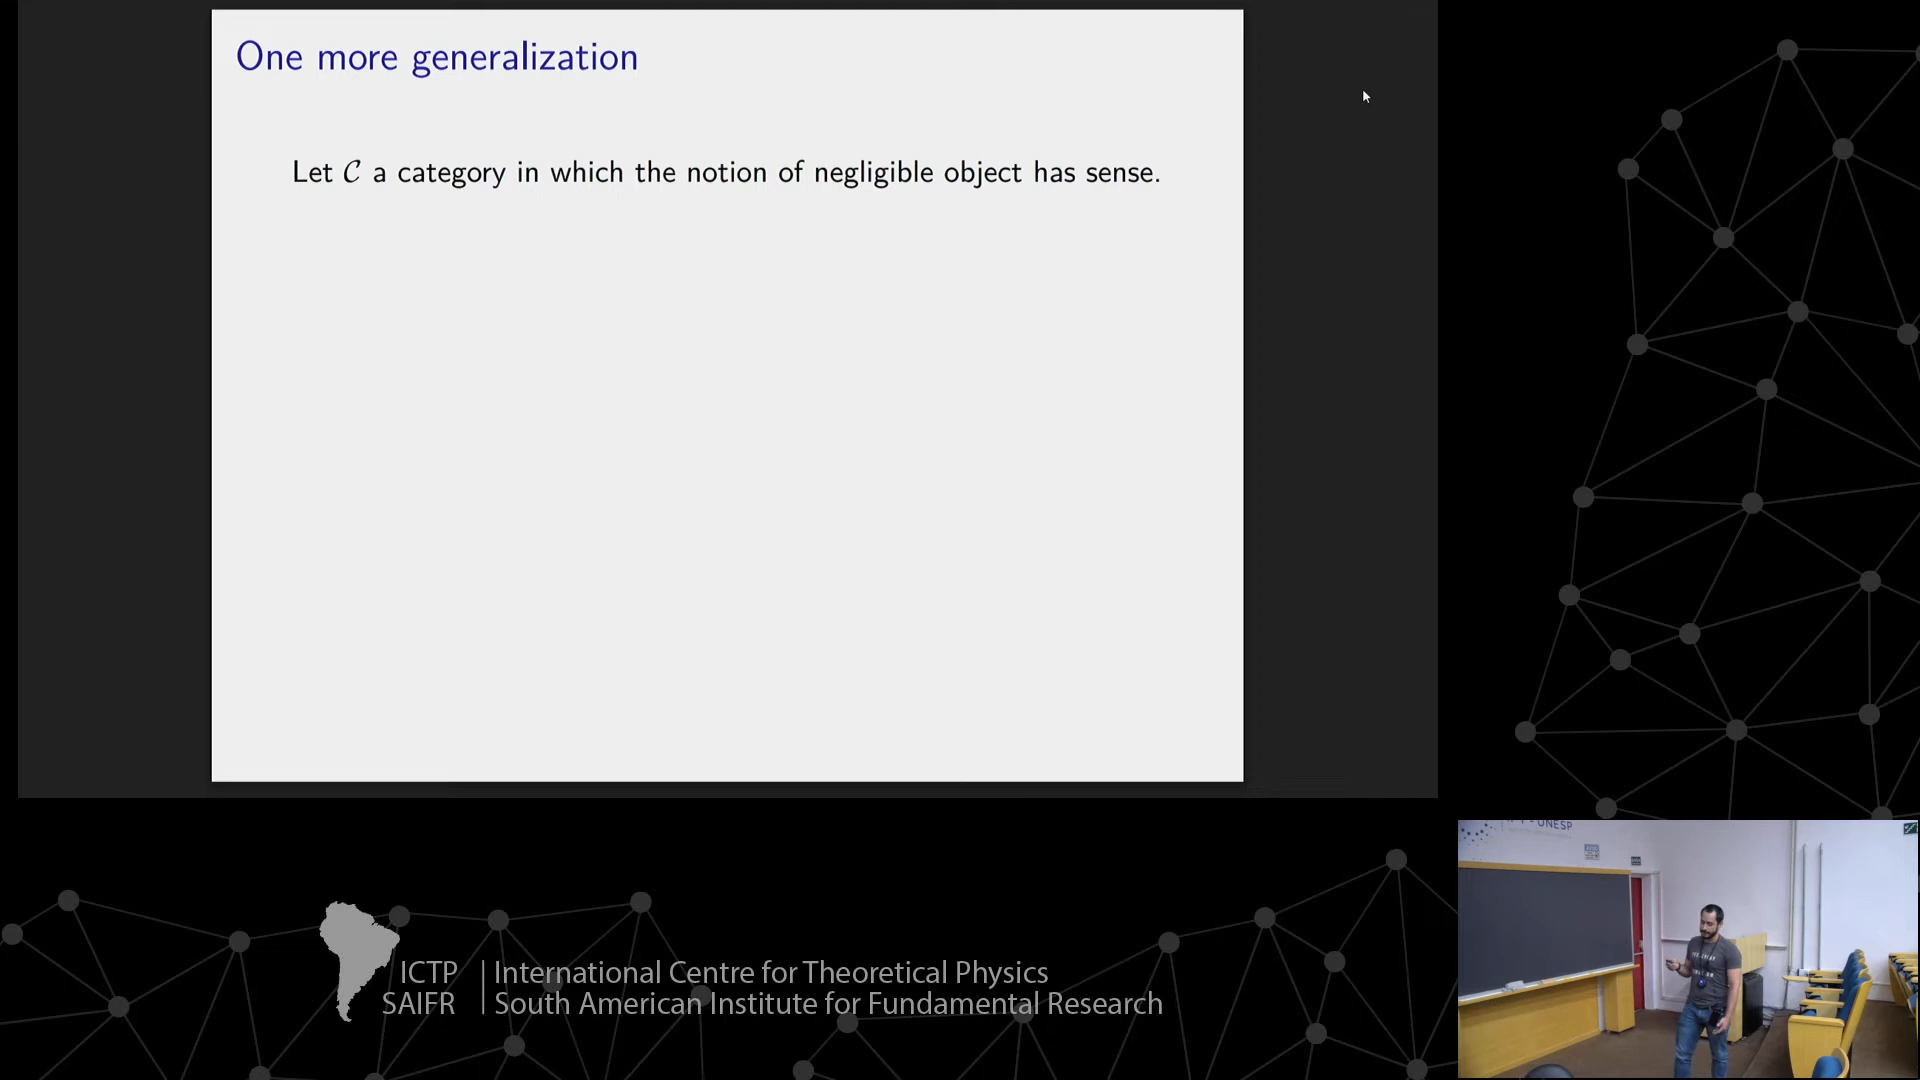 One more generalization
Let 𝒞 a category in which the notion of negligible object has sense.
ICTP
SAIFR
International Centre for Theoretical Physics
South American Institute for Fundamental Research
UNESP